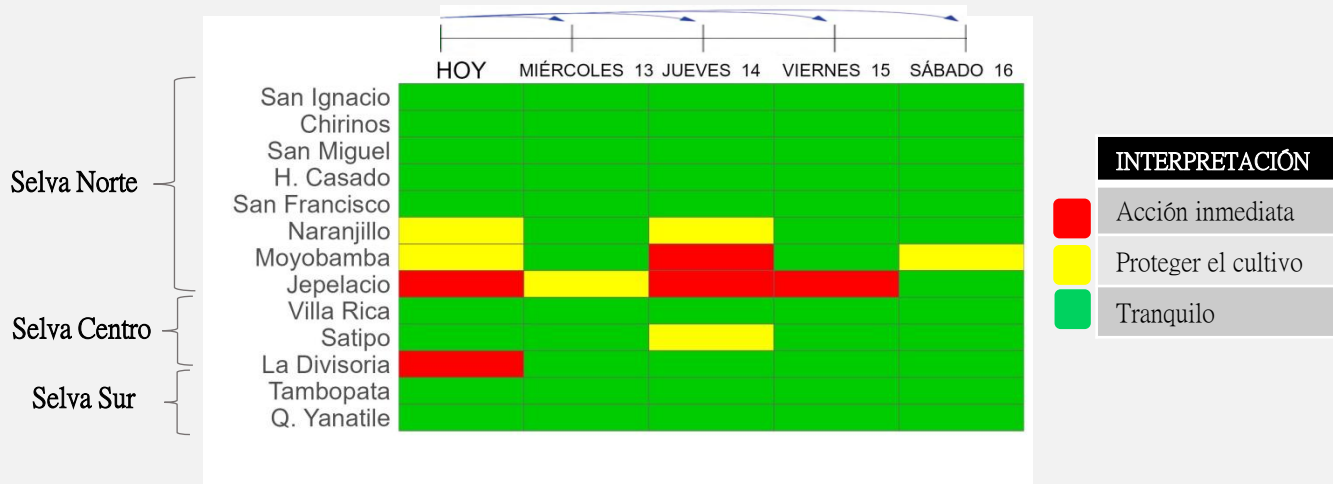 HOY MIÉRCOLES 13 JUEVES 14 VIERNES 15 SÁBADO 16
Selva Norte
San Ignacio
Chirinos
San Miguel
H. Casado
San Francisco
Naranjillo
Moyobamba
Jepelacio
Selva Centro
Villa Rica
Satipo
La Divisoria
Selva Sur
Tambopata
Q. Yanatile
INTERPRETACIÓN
Acción inmediata
Proteger el cultivo
Tranquilo